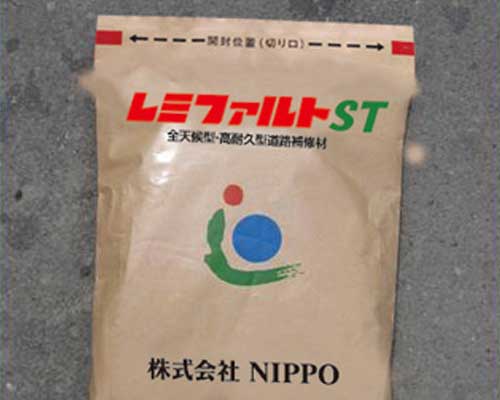 開封位置(切り口)
レミファルトST
全天候型・高耐久型道路補修材
株式会社 NIPPO